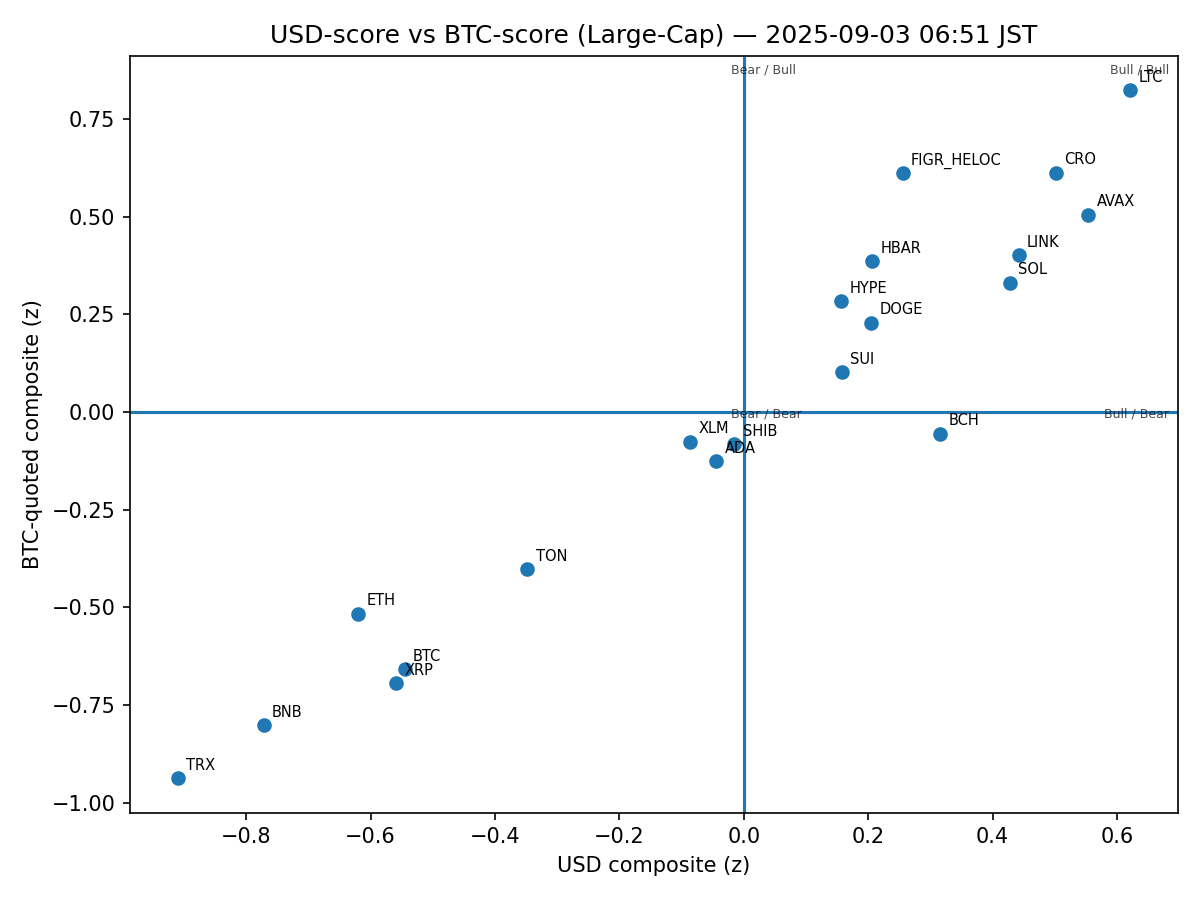 USD-score vs BTC-score (Large-Cap) — 2025-09-03 06:51 JST
Bear / Bull
Bull / Bull
LTC
FIGR_HELOC
CRO
AVAX
HBAR
LINK
SOL
HYPE
DOGE
SUI
Bear / Bear
Bull / Bear
BCH
XLM
SHIB
ADA
TON
ETH
BTC
XRP
BNB
TRX
0.75
0.50
0.25
0.00
−0.25
−0.50
−0.75
−1.00
BTC-quoted composite (z)
−0.8 −0.6 −0.4 −0.2 0.0 0.2 0.4 0.6
USD composite (z)